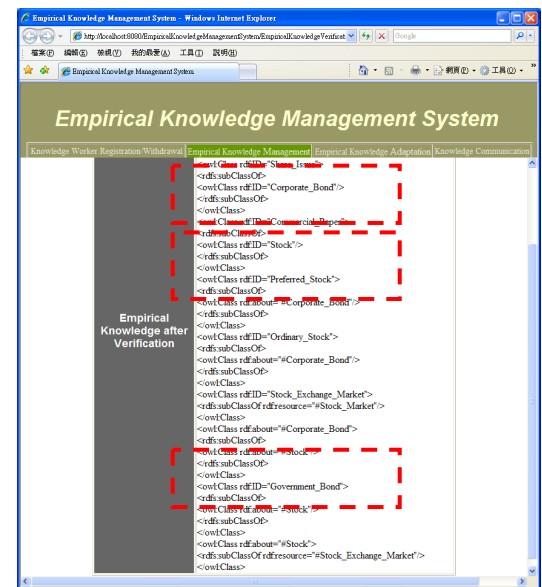 Empirical Knowledge Management System - Windows Internet Explorer
http://localhost:8080/EmpiricalKnowledgeManagementSystem/EmpiricalKnowledgeVerificat
Google
檔案(F) 編輯(E) 檢視(V) 我的最愛(A) 工具(T) 說明(H)
Empirical Knowledge Management System
網頁(P) 工具(O) »
Empirical Knowledge Management System
Knowledge Worker Registration/Withdrawal Empirical Knowledge Management Empirical Knowledge Adaptation Knowledge Communication
Empirical
Knowledge after
Verification
<owl:Class rdf:ID="Share_Issue">
<rdfs:subClassOf>
<owl:Class rdf:ID="Corporate_Bond"/>
</rdfs:subClassOf>
</owl:Class>
<owl:Class rdf:ID="Commercial_Paper">
<rdfs:subClassOf>
<owl:Class rdf:ID="Stock"/>
</rdfs:subClassOf>
</owl:Class>
<owl:Class rdf:ID="Preferred_Stock">
<rdfs:subClassOf>
<owl:Class rdf:about="#Corporate_Bond"/>
</rdfs:subClassOf>
</owl:Class>
<owl:Class rdf:ID="Ordinary_Stock">
<rdfs:subClassOf>
<owl:Class rdf:about="#Corporate_Bond"/>
</rdfs:subClassOf>
</owl:Class>
<owl:Class rdf:ID="Stock_Exchange_Market">
<rdfs:subClassOf rdf:resource="#Stock_Market"/>
</owl:Class>
<owl:Class rdf:about="#Corporate_Bond">
<rdfs:subClassOf>
<owl:Class rdf:about="#Stock"/>
</rdfs:subClassOf>
</owl:Class>
<owl:Class rdf:ID="Government_Bond">
<rdfs:subClassOf>
<owl:Class rdf:about="#Stock"/>
</rdfs:subClassOf>
</owl:Class>
<owl:Class rdf:about="#Stock">
<rdfs:subClassOf rdf:resource="#Stock_Exchange_Market"/>
</owl:Class>